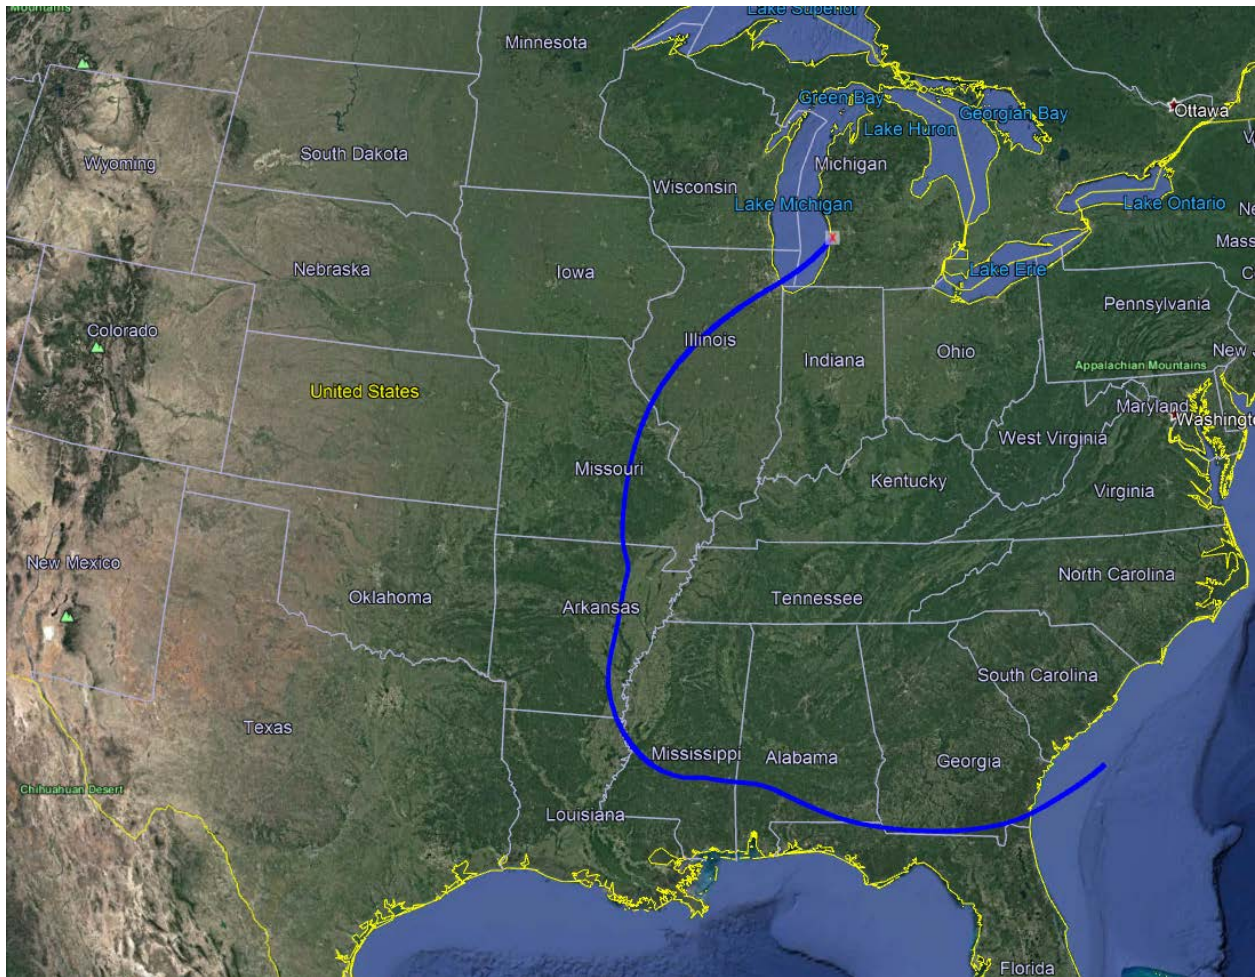 Lake Superior
Mountains
Minnesota
Green Bay
Georgian Bay
Ottawa
Lake Huron
South Dakota
Wyoming
Michigan
Wisconsin
Lake Michigan
Lake Ontario
Ne
Mass
Nebraska
Iowa
Lake Erie
C
Pennsylvania
Colorado
Illinois
Indiana
Ohio
New J
Appalachian Mountains
United States
Maryland
Washingt
West Virginia
Missouri
Kentucky
Virginia
New Mexico
North Carolina
Oklahoma
Arkansas
Tennessee
South Carolina
Texas
Mississippi
Alabama
Georgia
Chihuahuan Desert
Louisiana
Florida